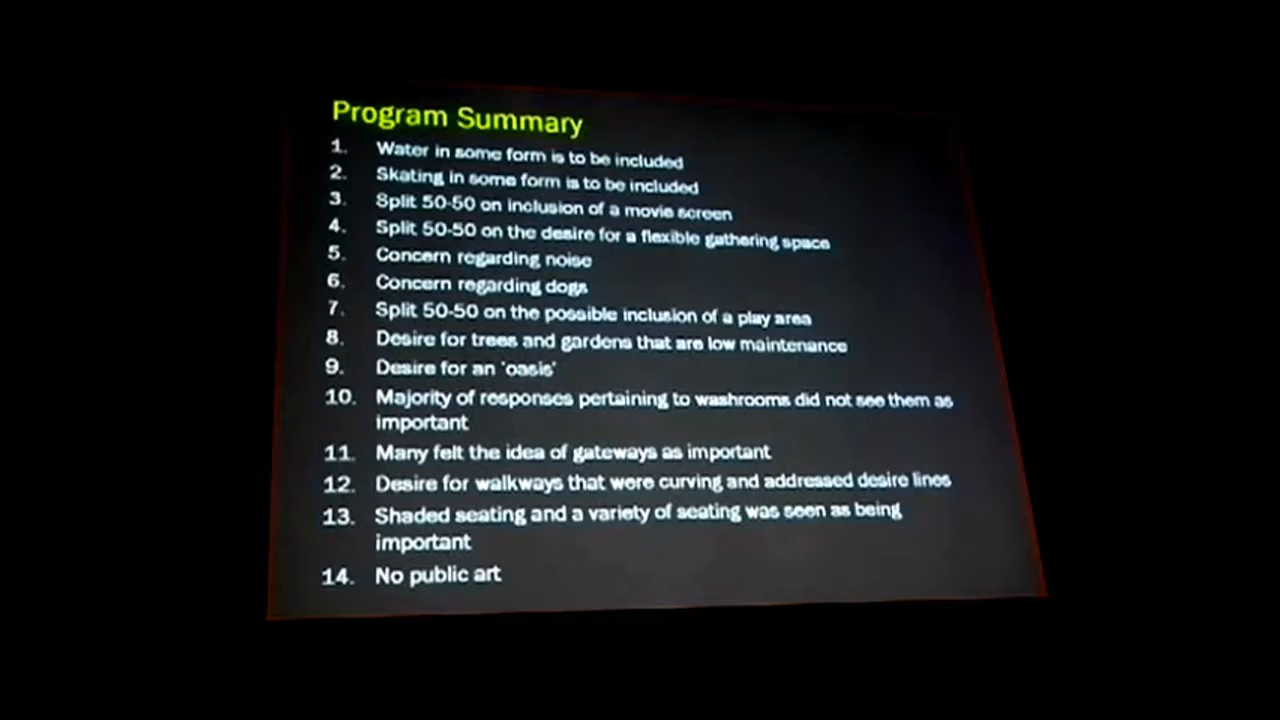 Program Summary
1. Water in some form is to be included
2. Skating in some form is to be included
3. Split 50-50 on inclusion of a movie screen
4. Split 50-50 on the desire for a flexible gathering space
5. Concern regarding noise
6. Concern regarding dogs
7. Split 50-50 on the possible inclusion of a play area
8. Desire for trees and gardens that are low maintenance
9. Desire for an 'oasis'
10. Majority of responses pertaining to washrooms did not see them as
important
11. Many felt the idea of gateways as important
12. Desire for walkways that were curving and addressed desire lines
13. Shaded seating and a variety of seating was seen as being
important
14. No public art